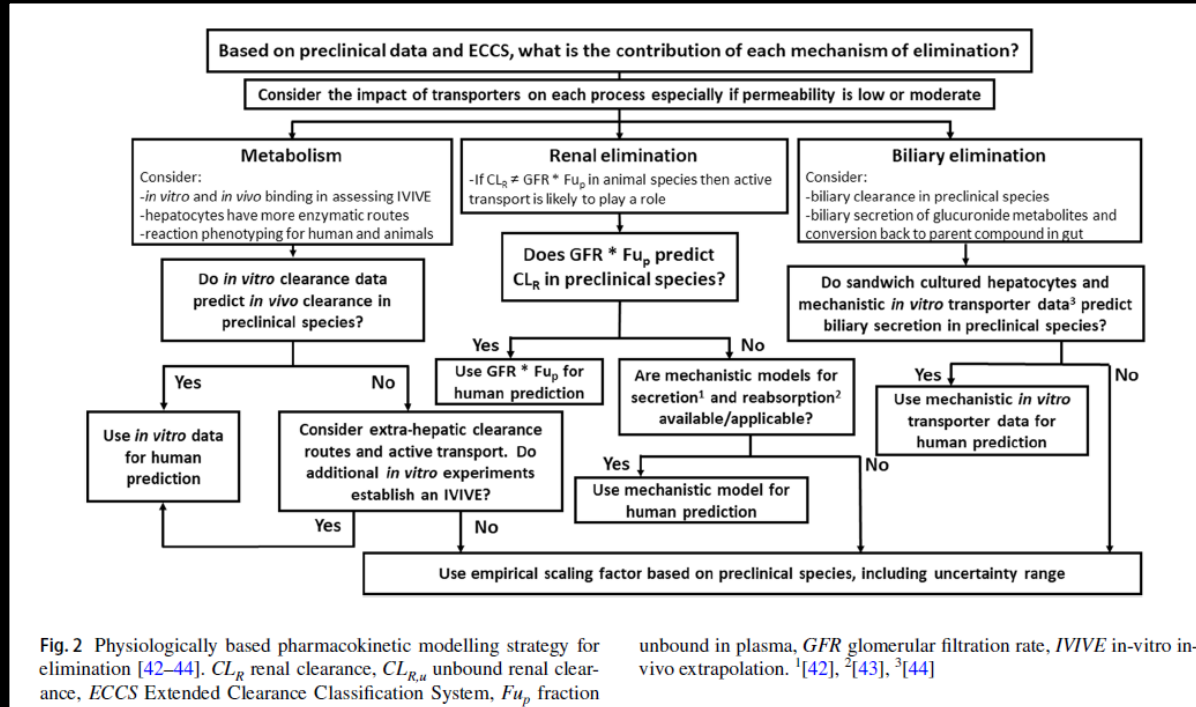 Based on preclinical data and ECCS, what is the contribution of each mechanism of elimination?
Consider the impact of transporters on each process especially if permeability is low or moderate
Metabolism
Consider:
-in vitro and in vivo binding in assessing IVIVE
-hepatocytes have more enzymatic routes
-reaction phenotyping for human and animals
Renal elimination
-If CL_R ≠ GFR * Fu_p in animal species then active
transport is likely to play a role
Biliary elimination
Consider:
-biliary clearance in preclinical species
-biliary secretion of glucuronide metabolites and
conversion back to parent compound in gut
Do in vitro clearance data
predict in vivo clearance in
preclinical species?
Does GFR * Fu_p predict
CL_R in preclinical species?
Do sandwich cultured hepatocytes and
mechanistic in vitro transporter data³ predict
biliary secretion in preclinical species?
Yes
No
Yes
No
Yes
No
Use in vitro data
for human
prediction
Consider extra-hepatic clearance
routes and active transport. Do
additional in vitro experiments
establish an IVIVE?
Use GFR * Fu_p for
human prediction
Are mechanistic models for
secretion¹ and reabsorption²
available/applicable?
Use mechanistic in vitro
transporter data for
human prediction
Yes
No
Yes
No
Use mechanistic model for
human prediction
Use empirical scaling factor based on preclinical species, including uncertainty range
Fig. 2 Physiologically based pharmacokinetic modelling strategy for
elimination [42–44]. CL_R renal clearance, CL_R,u unbound renal clear-
ance, ECCS Extended Clearance Classification System, Fu_p fraction
unbound in plasma, GFR glomerular filtration rate, IVIVE in-vitro in-
vivo extrapolation. ¹[42], ²[43], ³[44]